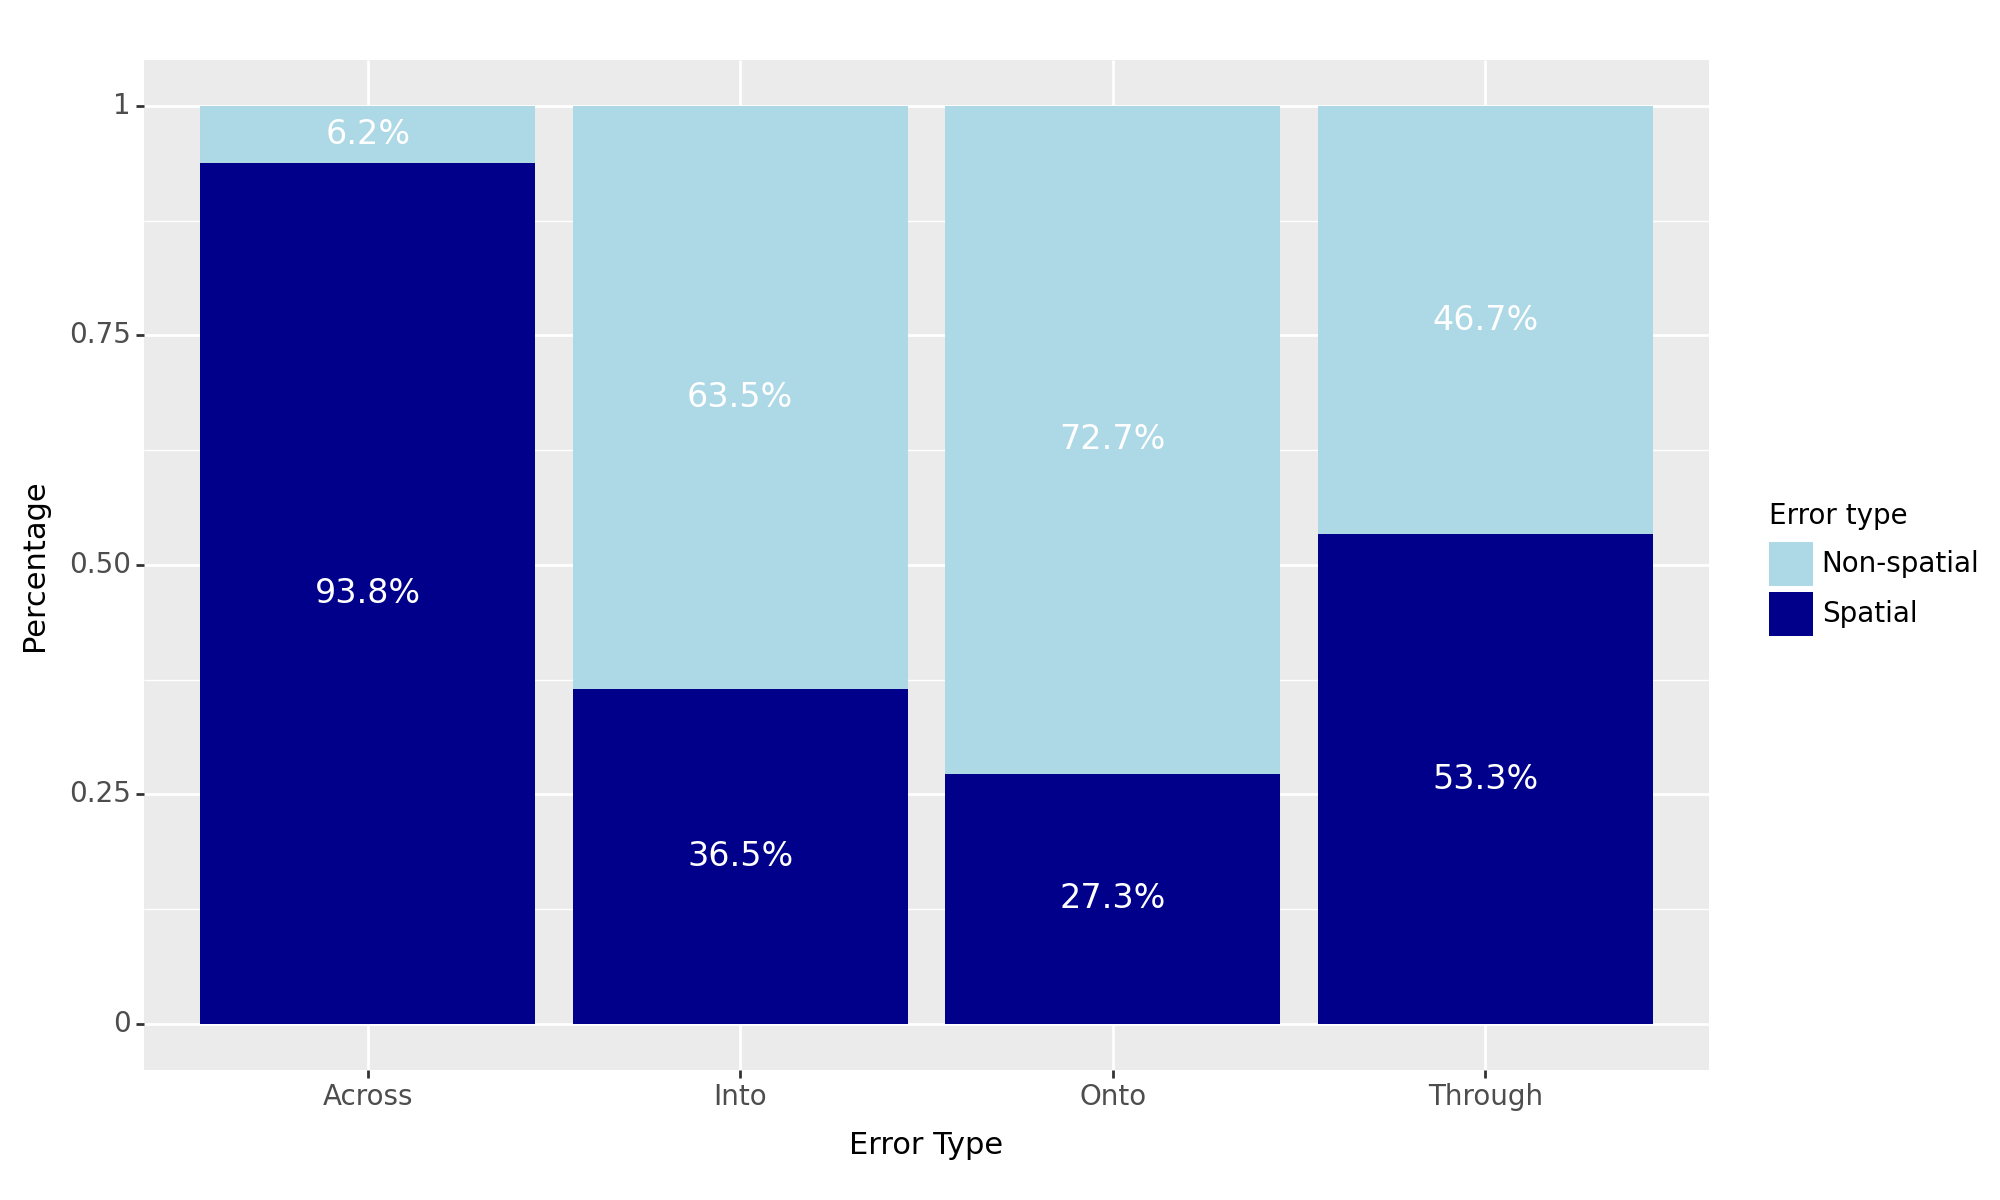 1
0.75
0.50
0.25
0
Percentage
6.2%
93.8%
63.5%
36.5%
72.7%
27.3%
46.7%
53.3%
Across
Into
Onto
Through
Error Type
Error type
Non-spatial
Spatial